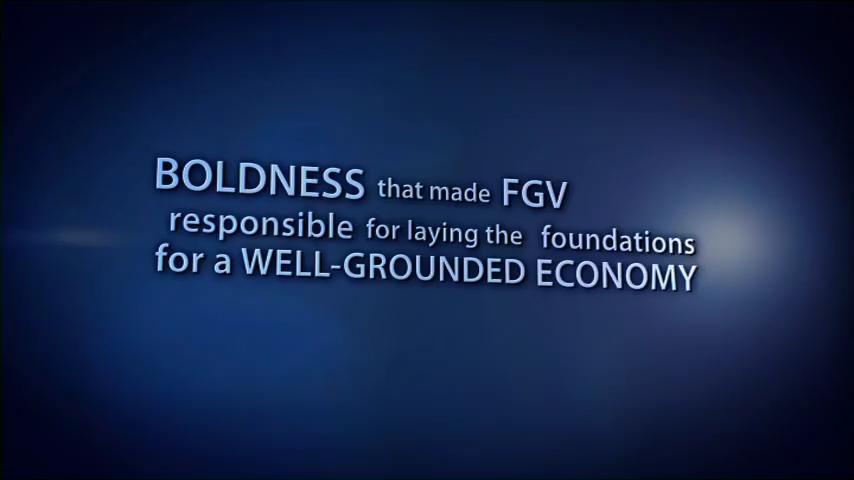 BOLDNESS that made FGV
responsible for laying the foundations
for a WELL-GROUNDED ECONOMY